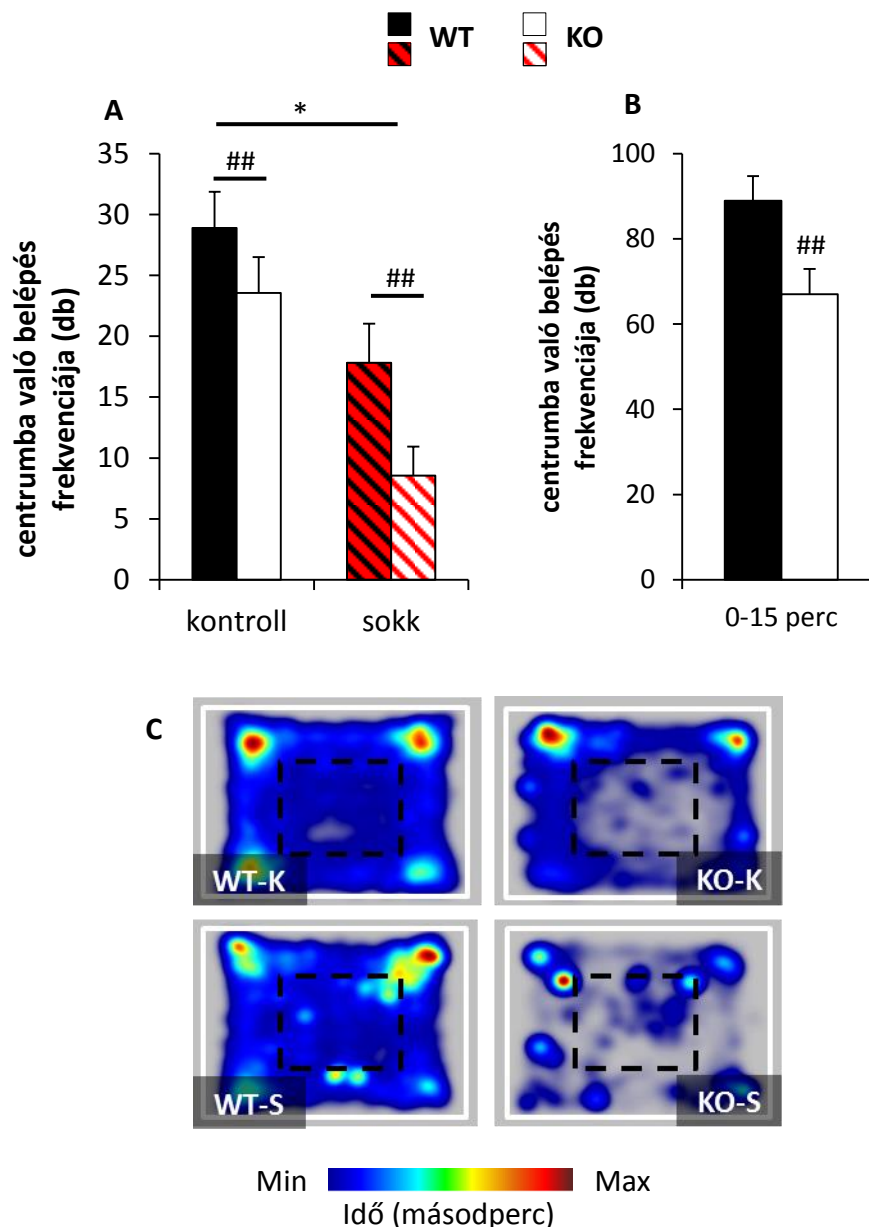 WT KO
A
*
##
##
35
30
25
20
15
10
5
0
centrumba való belépés
frekvenciája (db)
kontroll sokk
B
##
100
80
60
40
20
0
centrumba való belépés
frekvenciája (db)
0-15 perc
C
WT-K
KO-K
WT-S
KO-S
Min Max
Idő (másodperc)